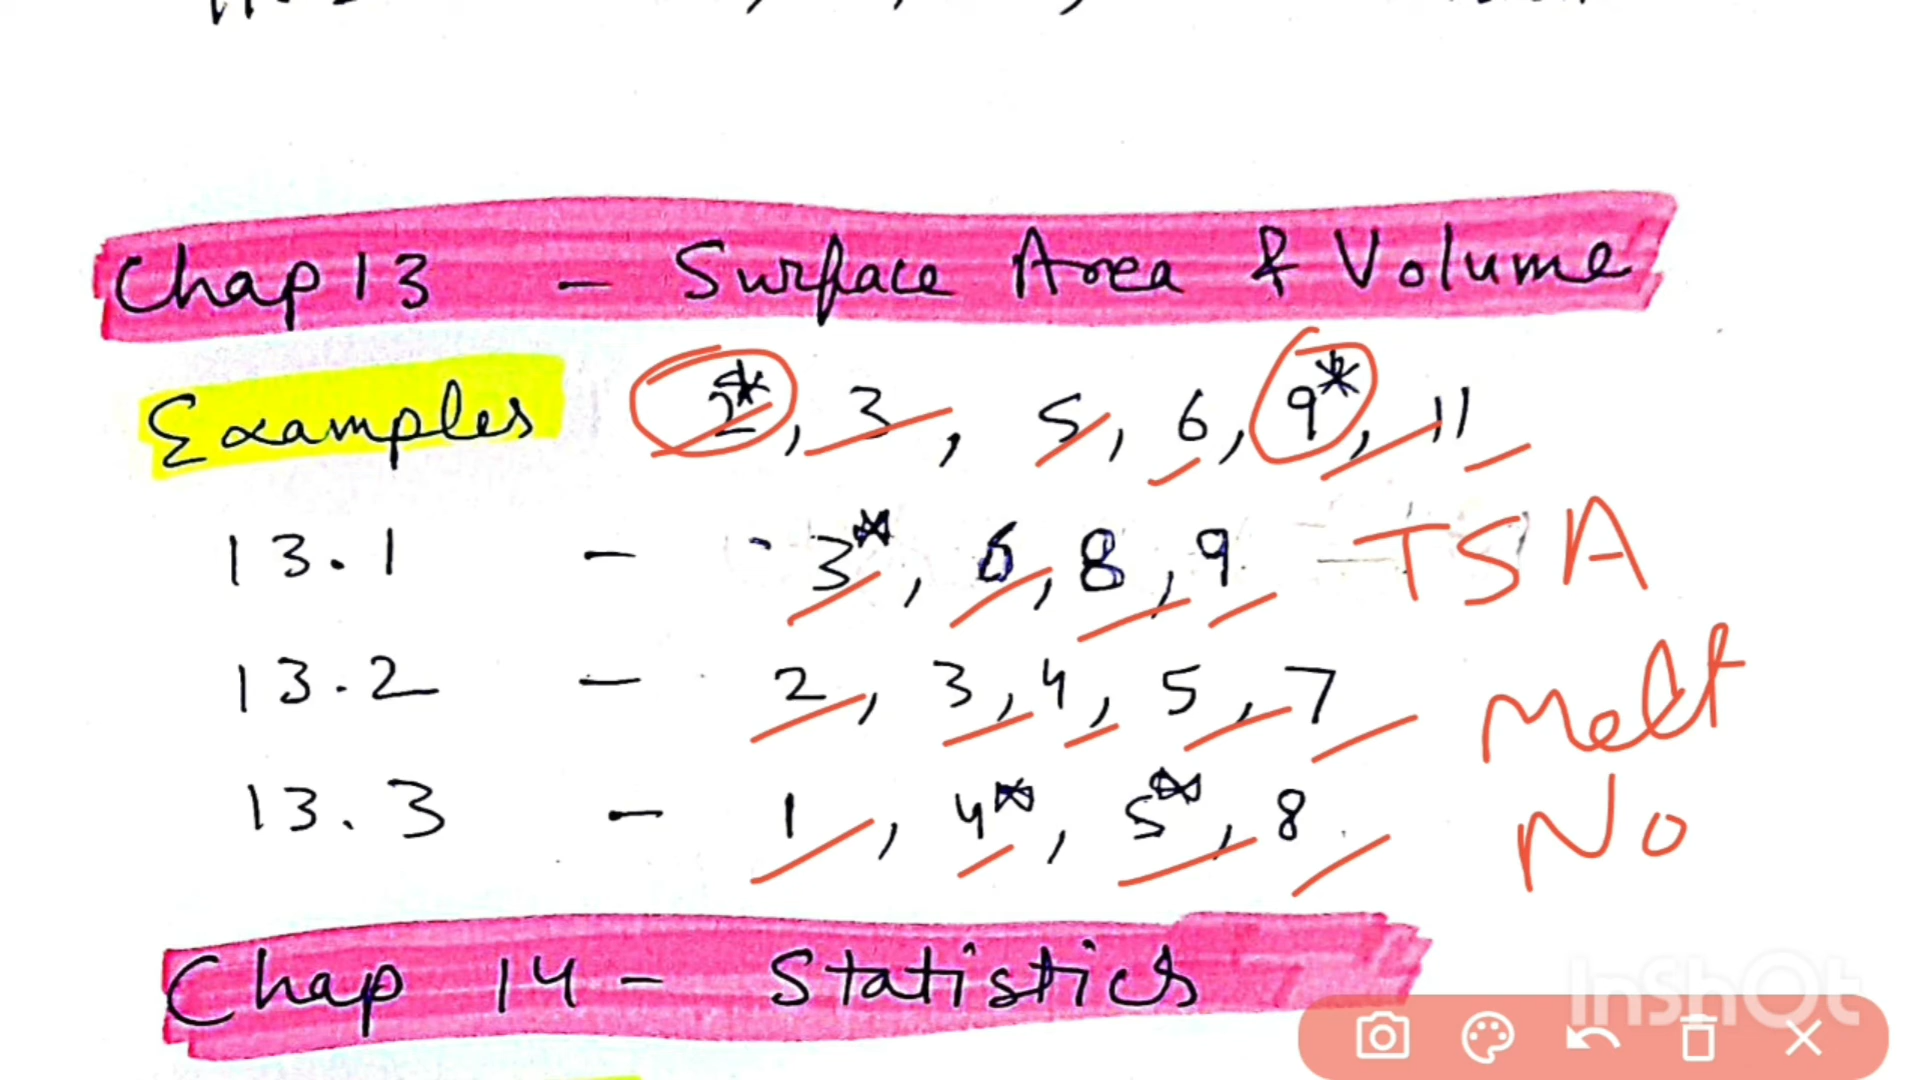 Chap 13 - Surface Area & Volume
Examples 2*, 3, 5, 6, 9*, 11
13.1 - 3*, 6, 8, 9 TSA
13.2 - 2, 3, 4, 5, 7 Melt
13.3 - 1, 4*, 5*, 8 No
Chap 14 - Statistics
InShOt